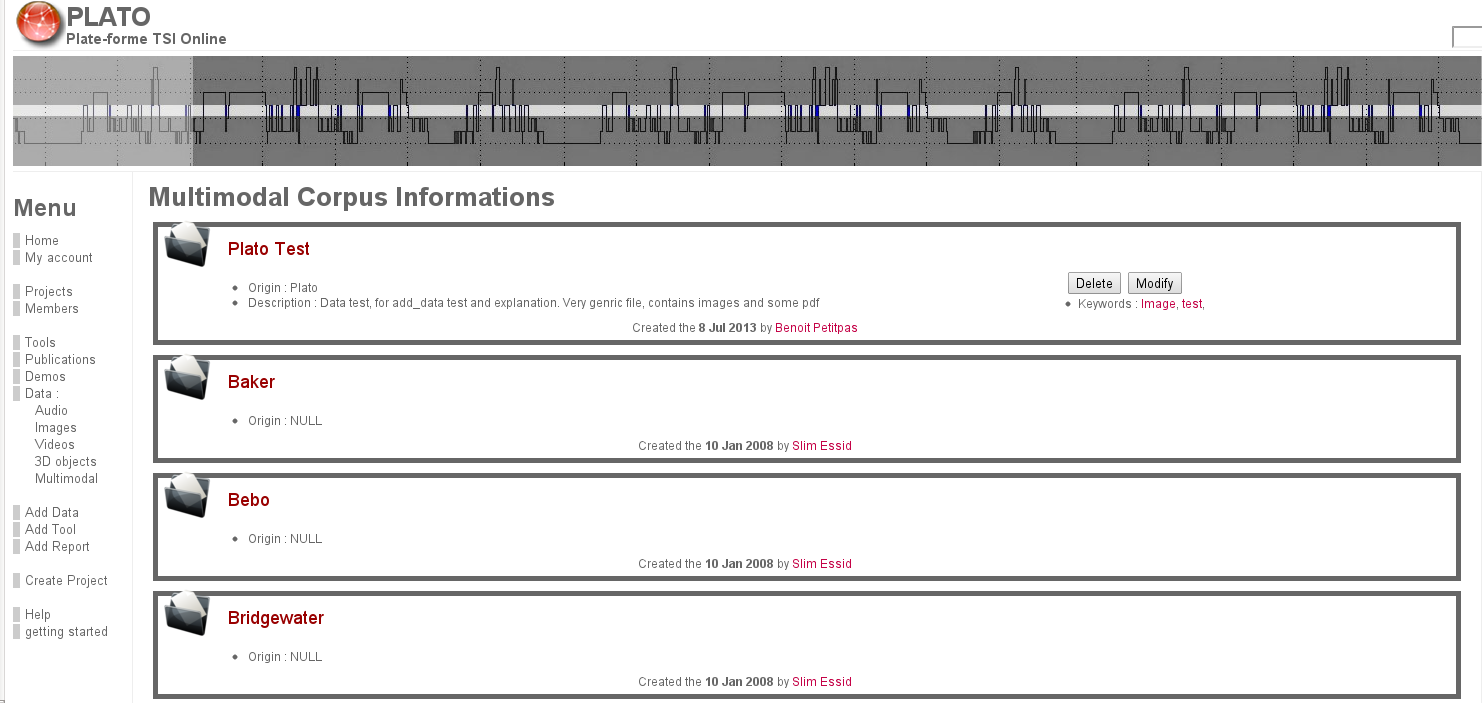 PLATO
Plate-forme TSI Online
Menu
Home
My account
Projects
Members
Tools
Publications
Demos
Data :
Audio
Images
Videos
3D objects
Multimodal
Add Data
Add Tool
Add Report
Create Project
Help
getting started
Multimodal Corpus Informations
Plato Test
Delete Modify
Origin : Plato
Description : Data test, for add_data test and explanation. Very genric file, contains images and some pdf
Keywords : Image, test,
Created the 8 Jul 2013 by Benoit Petitpas
Baker
Origin : NULL
Created the 10 Jan 2008 by Slim Essid
Bebo
Origin : NULL
Created the 10 Jan 2008 by Slim Essid
Bridgewater
Origin : NULL
Created the 10 Jan 2008 by Slim Essid